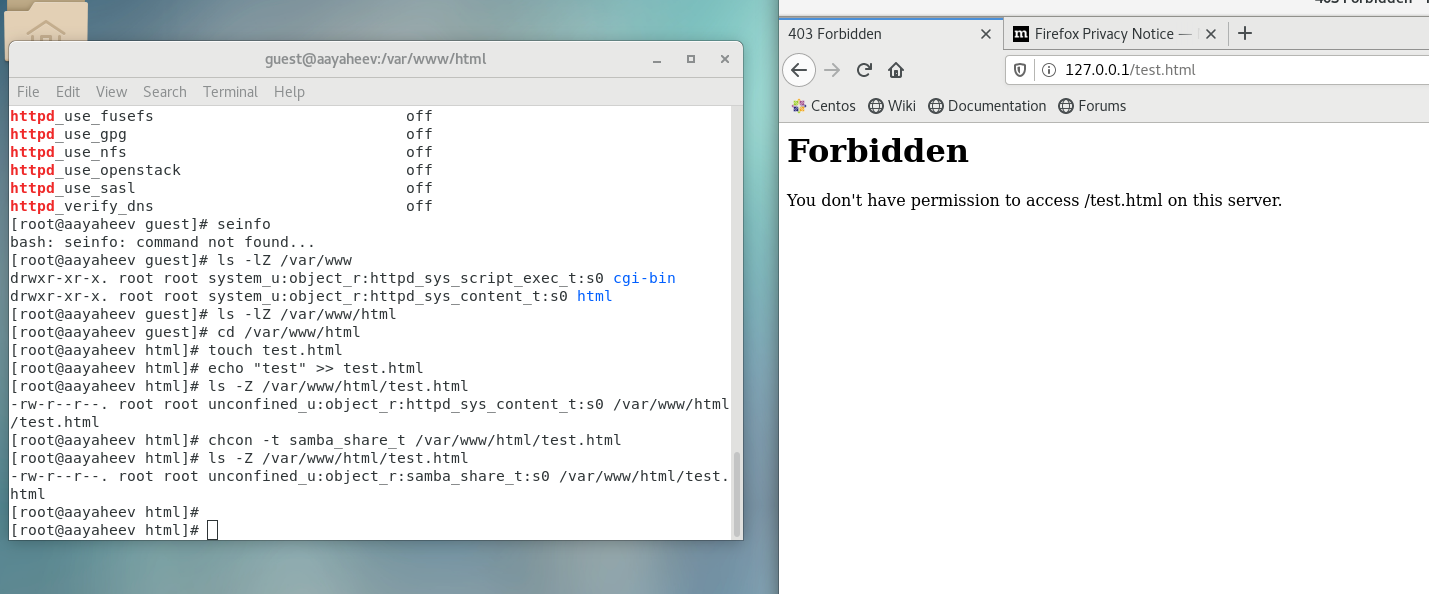 guest@aayaheev:/var/www/html
File Edit View Search Terminal Help
httpd_use_fusefs off
httpd_use_gpg off
httpd_use_nfs off
httpd_use_openstack off
httpd_use_sasl off
httpd_verify_dns off
[root@aayaheev guest]# seinfo
bash: seinfo: command not found...
[root@aayaheev guest]# ls -lZ /var/www
drwxr-xr-x. root root system_u:object_r:httpd_sys_script_exec_t:s0 cgi-bin
drwxr-xr-x. root root system_u:object_r:httpd_sys_content_t:s0 html
[root@aayaheev guest]# ls -lZ /var/www/html
[root@aayaheev guest]# cd /var/www/html
[root@aayaheev html]# touch test.html
[root@aayaheev html]# echo "test" >> test.html
[root@aayaheev html]# ls -Z /var/www/html/test.html
-rw-r--r--. root root unconfined_u:object_r:httpd_sys_content_t:s0 /var/www/html
/test.html
[root@aayaheev html]# chcon -t samba_share_t /var/www/html/test.html
[root@aayaheev html]# ls -Z /var/www/html/test.html
-rw-r--r--. root root unconfined_u:object_r:samba_share_t:s0 /var/www/html/test.
html
[root@aayaheev html]#
[root@aayaheev html]#
403 Forbidden
403 Forbidden
Firefox Privacy Notice —
127.0.0.1/test.html
Centos Wiki Documentation Forums
Forbidden
You don't have permission to access /test.html on this server.